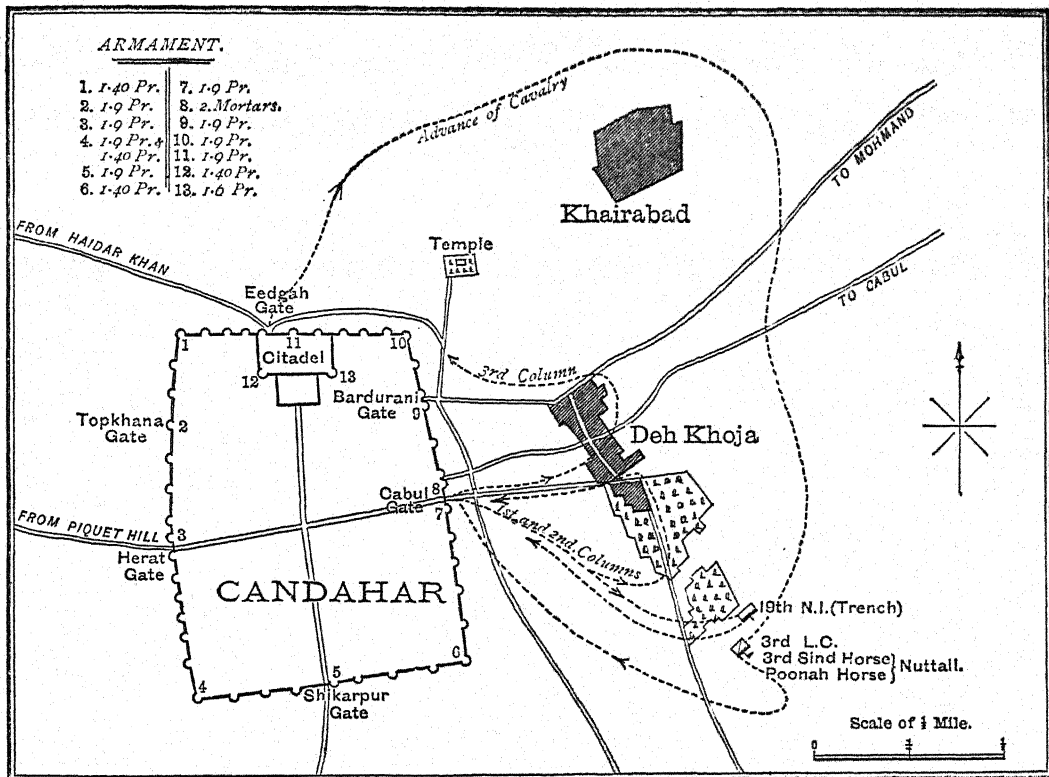 ARMAMENT.
1. 1·40 Pr.
2. 1·9 Pr.
3. 1·9 Pr.
4. 1·9 Pr. &
1·40 Pr.
5. 1·9 Pr.
6. 1·40 Pr.
7. 1·9 Pr.
8. 2. Mortars.
9. 1·9 Pr.
10. 1·9 Pr.
11. 1·9 Pr.
12. 1·40 Pr.
13. 1·6 Pr.
Advance of Cavalry
Khairabad
TO MOHMAND
TO CABUL
FROM HAIDAR KHAN
Temple
Eedgah
Gate
1
11
10
Citadel
12
13
3rd Column
Bardurani
Gate
9
Topkhana
Gate
2
Deh Khoja
8
Cabul
Gate
7
1st. and 2nd. Columns
FROM PIQUET HILL
3
Herat
Gate
CANDAHAR
19th N.I. (Trench)
3rd L.C.
3rd Sind Horse
Poonah Horse
Nuttall.
6
5
4
Shikarpur
Gate
Scale of ½ Mile.
0
¼
½